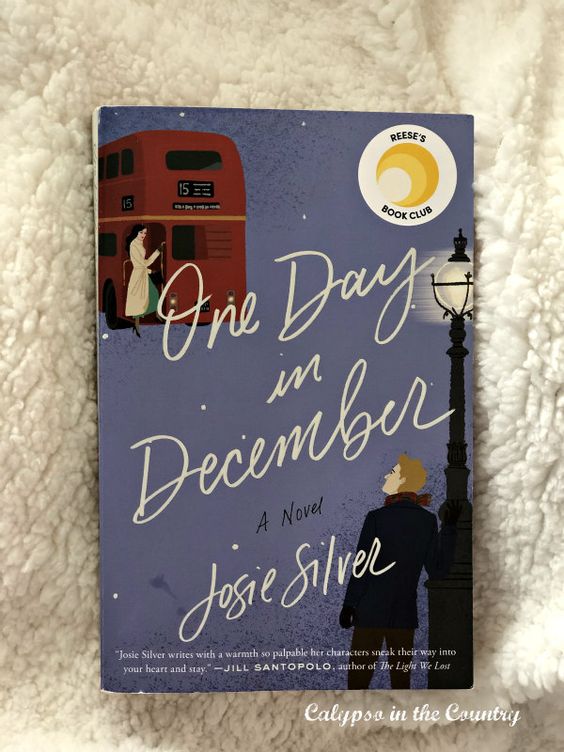 REESE'S
BOOK CLUB
15
15
One Day
in
December
A Novel
Josie Silver
"Josie Silver writes with a warmth so palpable her characters sneak their way into
your heart and stay." —JILL SANTOPOLO, author of The Light We Lost
Calypso in the Country